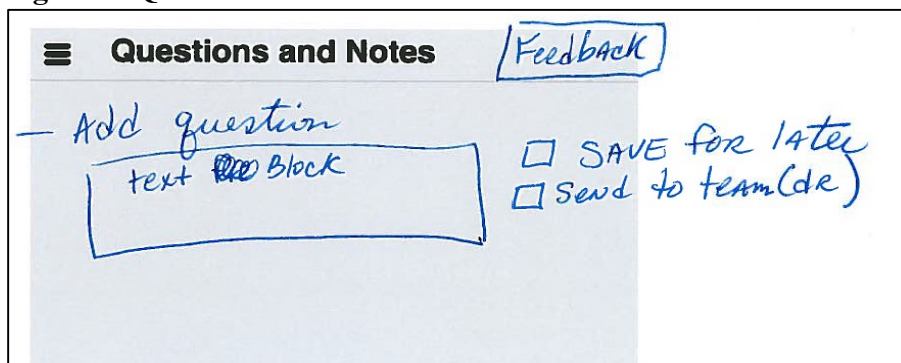 Questions and Notes
Feedback
Add question
text Block
SAVE for later
Send to team (dr)